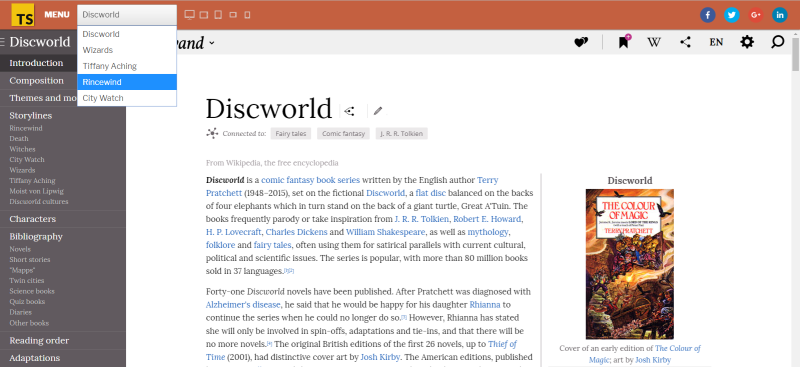 TS
MENU
Discworld
Discworld
Wizards
Tiffany Aching
Rincewind
City Watch
Discworld
Introduction
Composition
Themes and mo
Storylines
Rincewind
Death
Witches
City Watch
Wizards
Tiffany Aching
Moist von Lipwig
Discworld cultures
Characters
Bibliography
Novels
Short stories
"Mapps"
Twin cities
Science books
Quiz books
Diaries
Other books
Reading order
Adaptations
and
W
EN
Discworld
Connected to: Fairy tales Comic fantasy J. R. R. Tolkien
From Wikipedia, the free encyclopedia
Discworld is a comic fantasy book series written by the English author Terry
Pratchett (1948–2015), set on the fictional Discworld, a flat disc balanced on the backs
of four elephants which in turn stand on the back of a giant turtle, Great A'Tuin. The
books frequently parody or take inspiration from J. R. R. Tolkien, Robert E. Howard,
H. P. Lovecraft, Charles Dickens and William Shakespeare, as well as mythology,
folklore and fairy tales, often using them for satirical parallels with current cultural,
political and scientific issues. The series is popular, with more than 80 million books
sold in 37 languages.[1][2]
Forty-one Discworld novels have been published. After Pratchett was diagnosed with
Alzheimer's disease, he said that he would be happy for his daughter Rhianna to
continue the series when he could no longer do so.[3] However, Rhianna has stated
she will only be involved in spin-offs, adaptations and tie-ins, and that there will be
no more novels.[4] The original British editions of the first 26 novels, up to Thief of
Time (2001), had distinctive cover art by Josh Kirby. The American editions, published
Discworld
THE COLOUR
OF MAGIC
TERRY PRATCHETT
Cover of an early edition of The Colour of
Magic; art by Josh Kirby